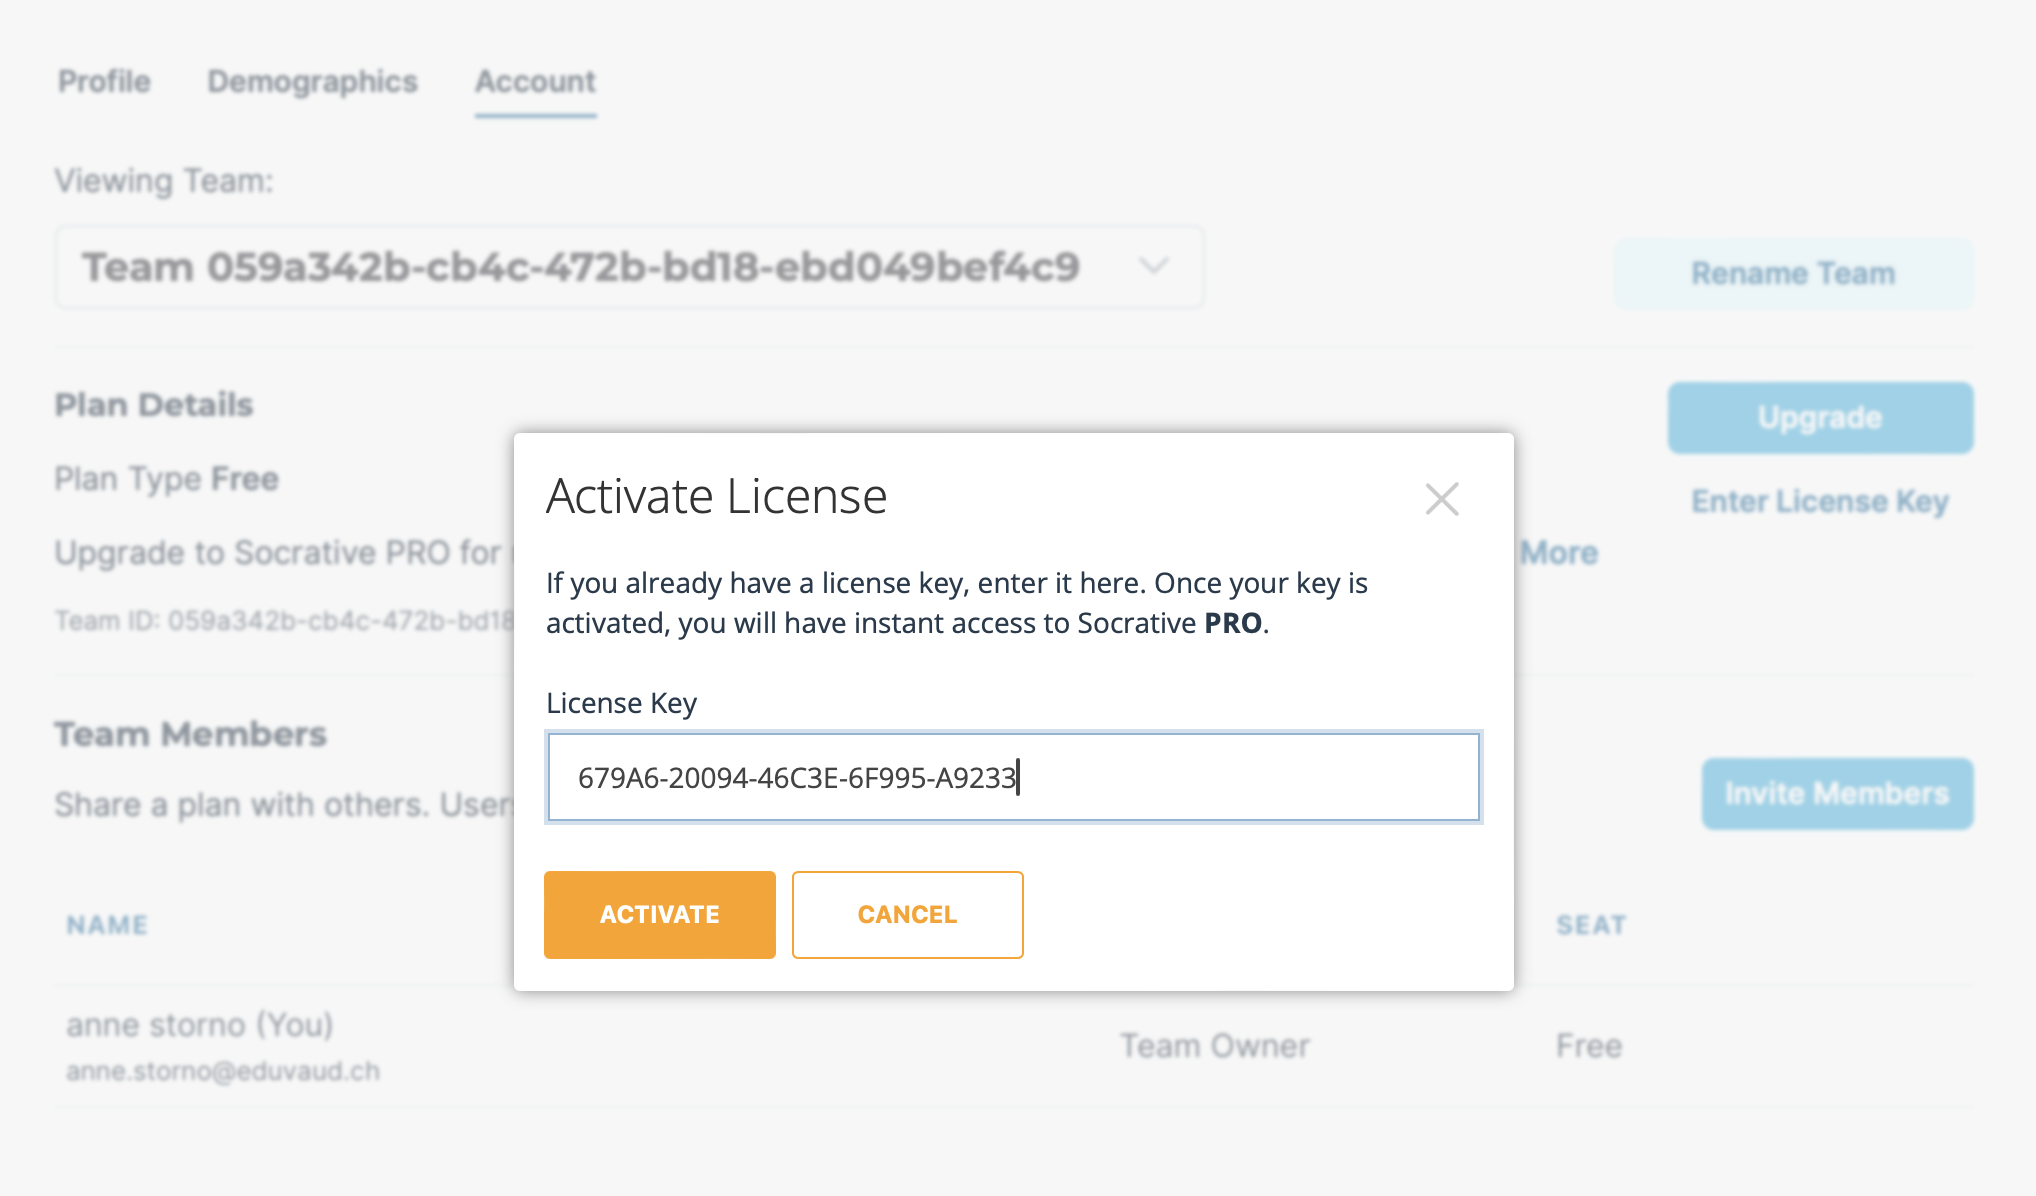 Profile Demographics Account
Viewing Team:
Team 059a342b-cb4c-472b-bd18-ebd049bef4c9
Rename Team
Plan Details
Upgrade
Plan Type Free
Enter License Key
Upgrade to Socrative PRO for
More
Team ID: 059a342b-cb4c-472b-bd18
Activate License
If you already have a license key, enter it here. Once your key is
activated, you will have instant access to Socrative PRO.
License Key
679A6-20094-46C3E-6F995-A9233
ACTIVATE CANCEL
Team Members
Share a plan with others. Users
Invite Members
NAME SEAT
anne storno (You)
anne.storno@eduvaud.ch
Team Owner
Free